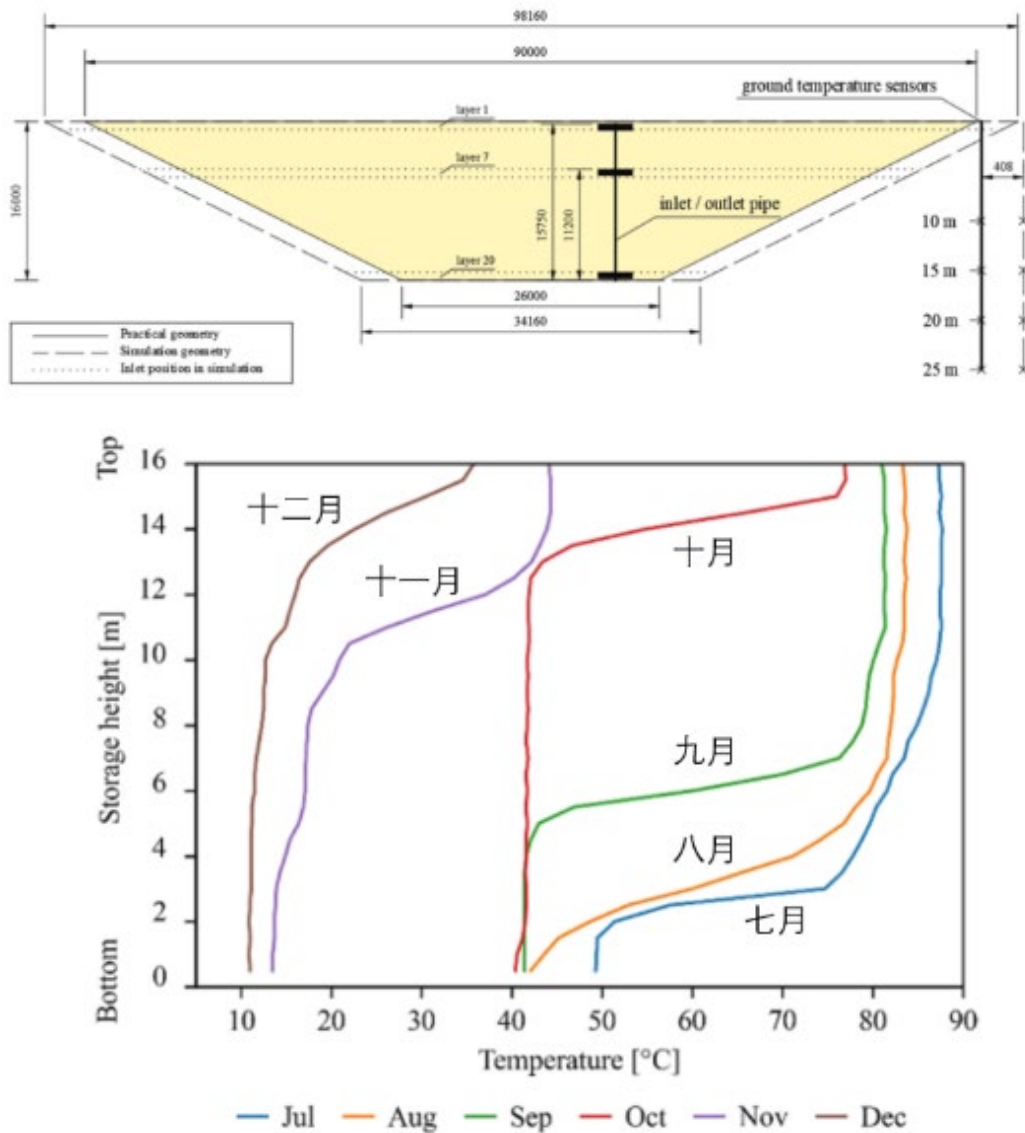 98160
90000
ground temperature sensors
layer 1
layer 7
408
16000
15750
11200
inlet / outlet pipe
10 m
layer 20
15 m
26000
34160
20 m
25 m
Practical geometry
Simulation geometry
Inlet position in simulation
Top
Storage height [m]
Bottom
16
14
12
10
8
6
4
2
0
十二月
十一月
十月
九月
八月
七月
10 20 30 40 50 60 70 80 90
Temperature [°C]
Jul Aug Sep Oct Nov Dec